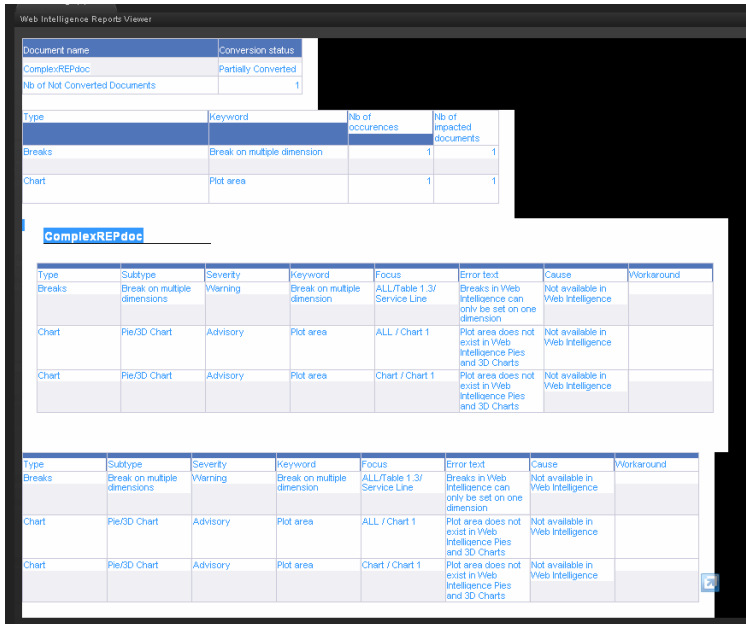 Web Intelligence Reports Viewer
Document name Conversion status
ComplexREPdoc Partially Converted
Nb of Not Converted Documents 1
Type Keyword Nb of occurences Nb of impacted documents
Breaks Break on multiple dimension 1 1
Chart Plot area 1 1
ComplexREPdoc
Type Subtype Severity Keyword Focus Error text Cause Workaround
Breaks Break on multiple dimensions Warning Break on multiple dimension ALL/Table 1.3/ Service Line Breaks in Web Intelligence can only be set on one dimension Not available in Web Intelligence
Chart Pie/3D Chart Advisory Plot area ALL / Chart 1 Plot area does not exist in Web Intelligence Pies and 3D Charts Not available in Web Intelligence
Chart Pie/3D Chart Advisory Plot area Chart / Chart 1 Plot area does not exist in Web Intelligence Pies and 3D Charts Not available in Web Intelligence
Type Subtype Severity Keyword Focus Error text Cause Workaround
Breaks Break on multiple dimensions Warning Break on multiple dimension ALL/Table 1.3/ Service Line Breaks in Web Intelligence can only be set on one dimension Not available in Web Intelligence
Chart Pie/3D Chart Advisory Plot area ALL / Chart 1 Plot area does not exist in Web Intelligence Pies and 3D Charts Not available in Web Intelligence
Chart Pie/3D Chart Advisory Plot area Chart / Chart 1 Plot area does not exist in Web Intelligence Pies and 3D Charts Not available in Web Intelligence